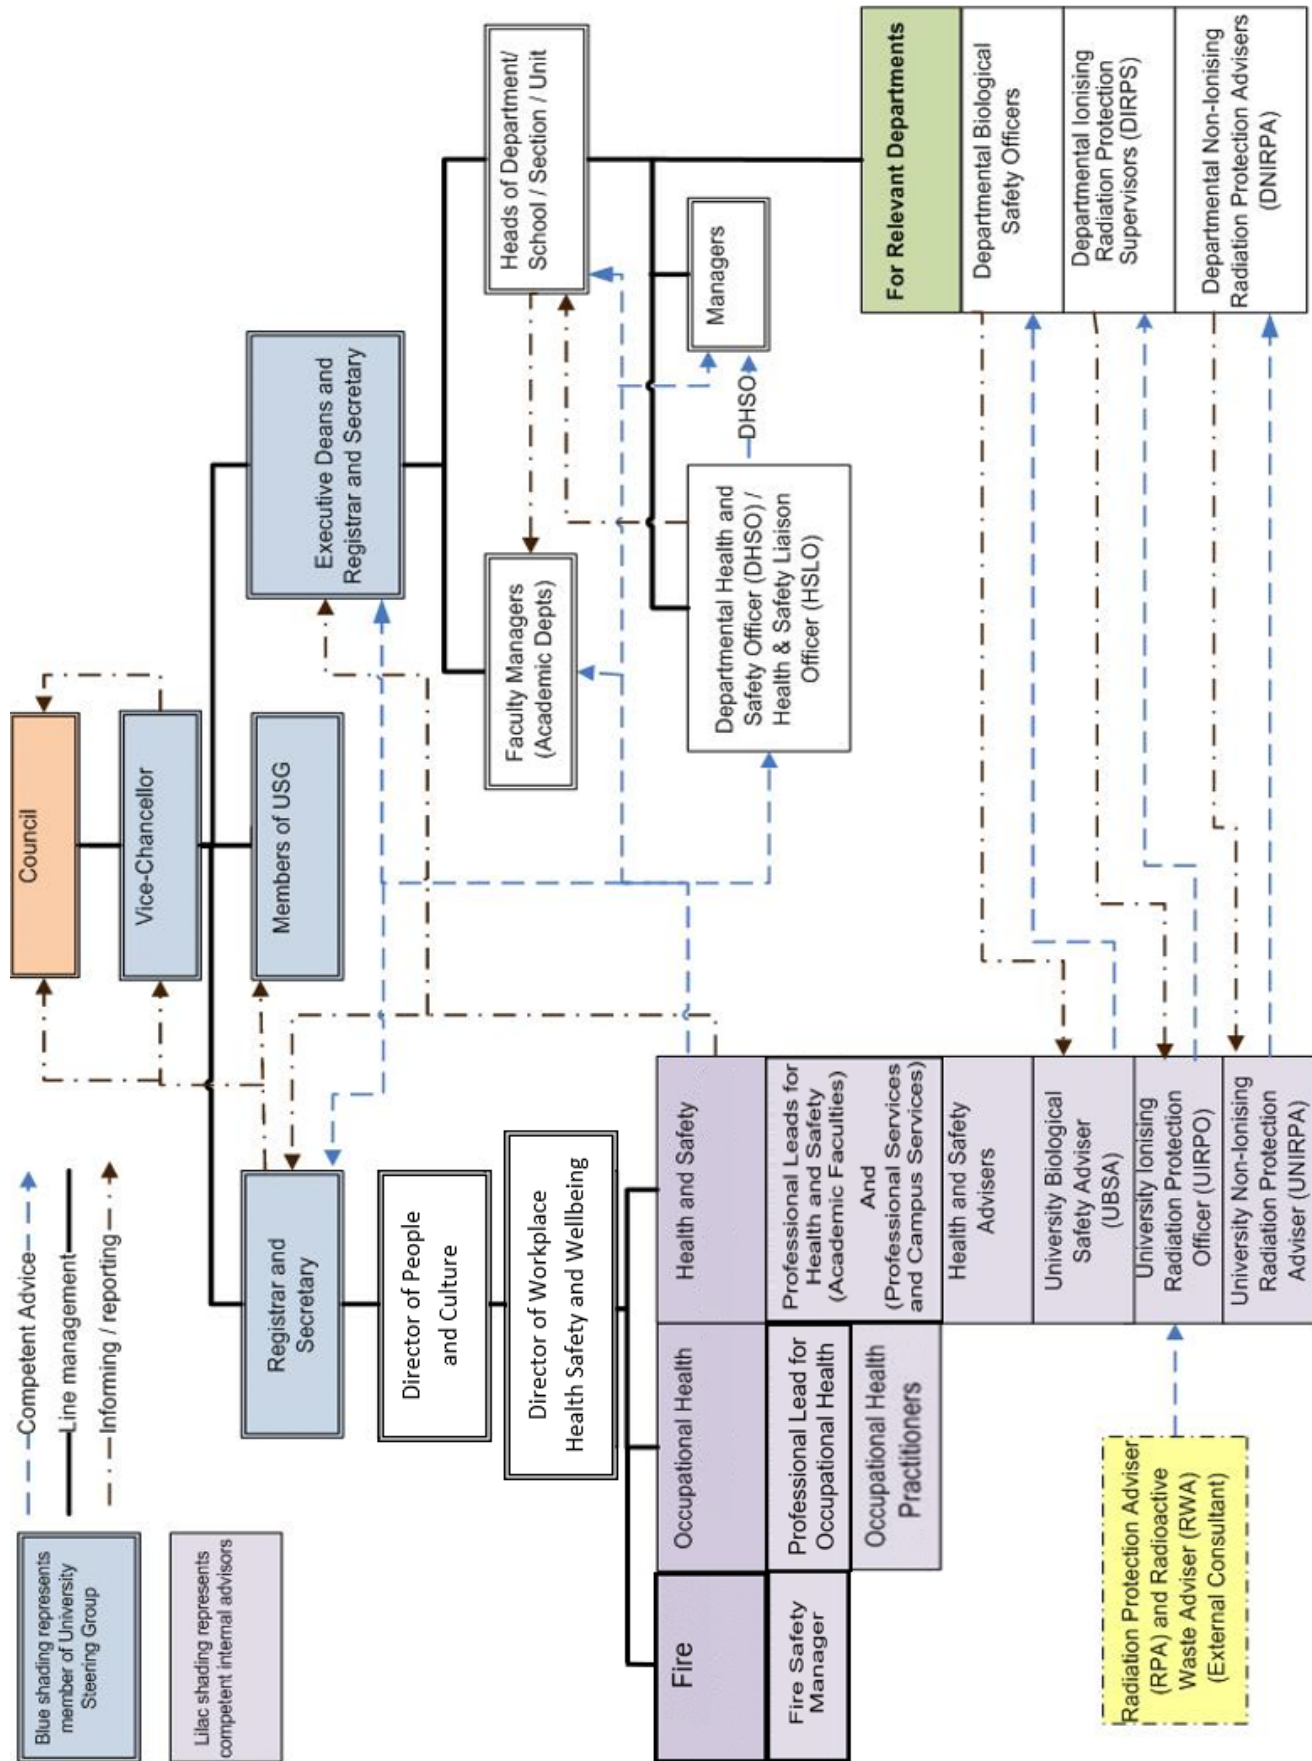 Blue shading represents
member of University
Steering Group
Lilac shading represents
competent internal advisors
Competent Advice
Line management
Informing / reporting
Council
Vice-Chancellor
Members of USG
Registrar and
Secretary
Executive Deans and
Registrar and Secretary
Director of People
and Culture
Director of Workplace
Health Safety and Wellbeing
Faculty Managers
(Academic Depts)
Heads of Department/
School / Section / Unit
Fire
Fire Safety
Manager
Occupational Health
Professional Lead for
Occupational Health
Occupational Health
Practitioners
Health and Safety
Professional Leads for
Health and Safety
(Academic Faculties)
And
(Professional Services
and Campus Services)
Health and Safety
Advisers
University Biological
Safety Adviser
(UBSA)
University Ionising
Radiation Protection
Officer (UIRPO)
University Non-Ionising
Radiation Protection
Adviser (UNIRPA)
Departmental Health and
Safety Officer (DHSO) /
Health & Safety Liaison
Officer (HSLO)
DHSO
Managers
For Relevant Departments
Departmental Biological
Safety Officers
Departmental Ionising
Radiation Protection
Supervisors (DIRPS)
Departmental Non-Ionising
Radiation Protection Advisers
(DNIRPA)
Radiation Protection Adviser
(RPA) and Radioactive
Waste Adviser (RWA)
(External Consultant)